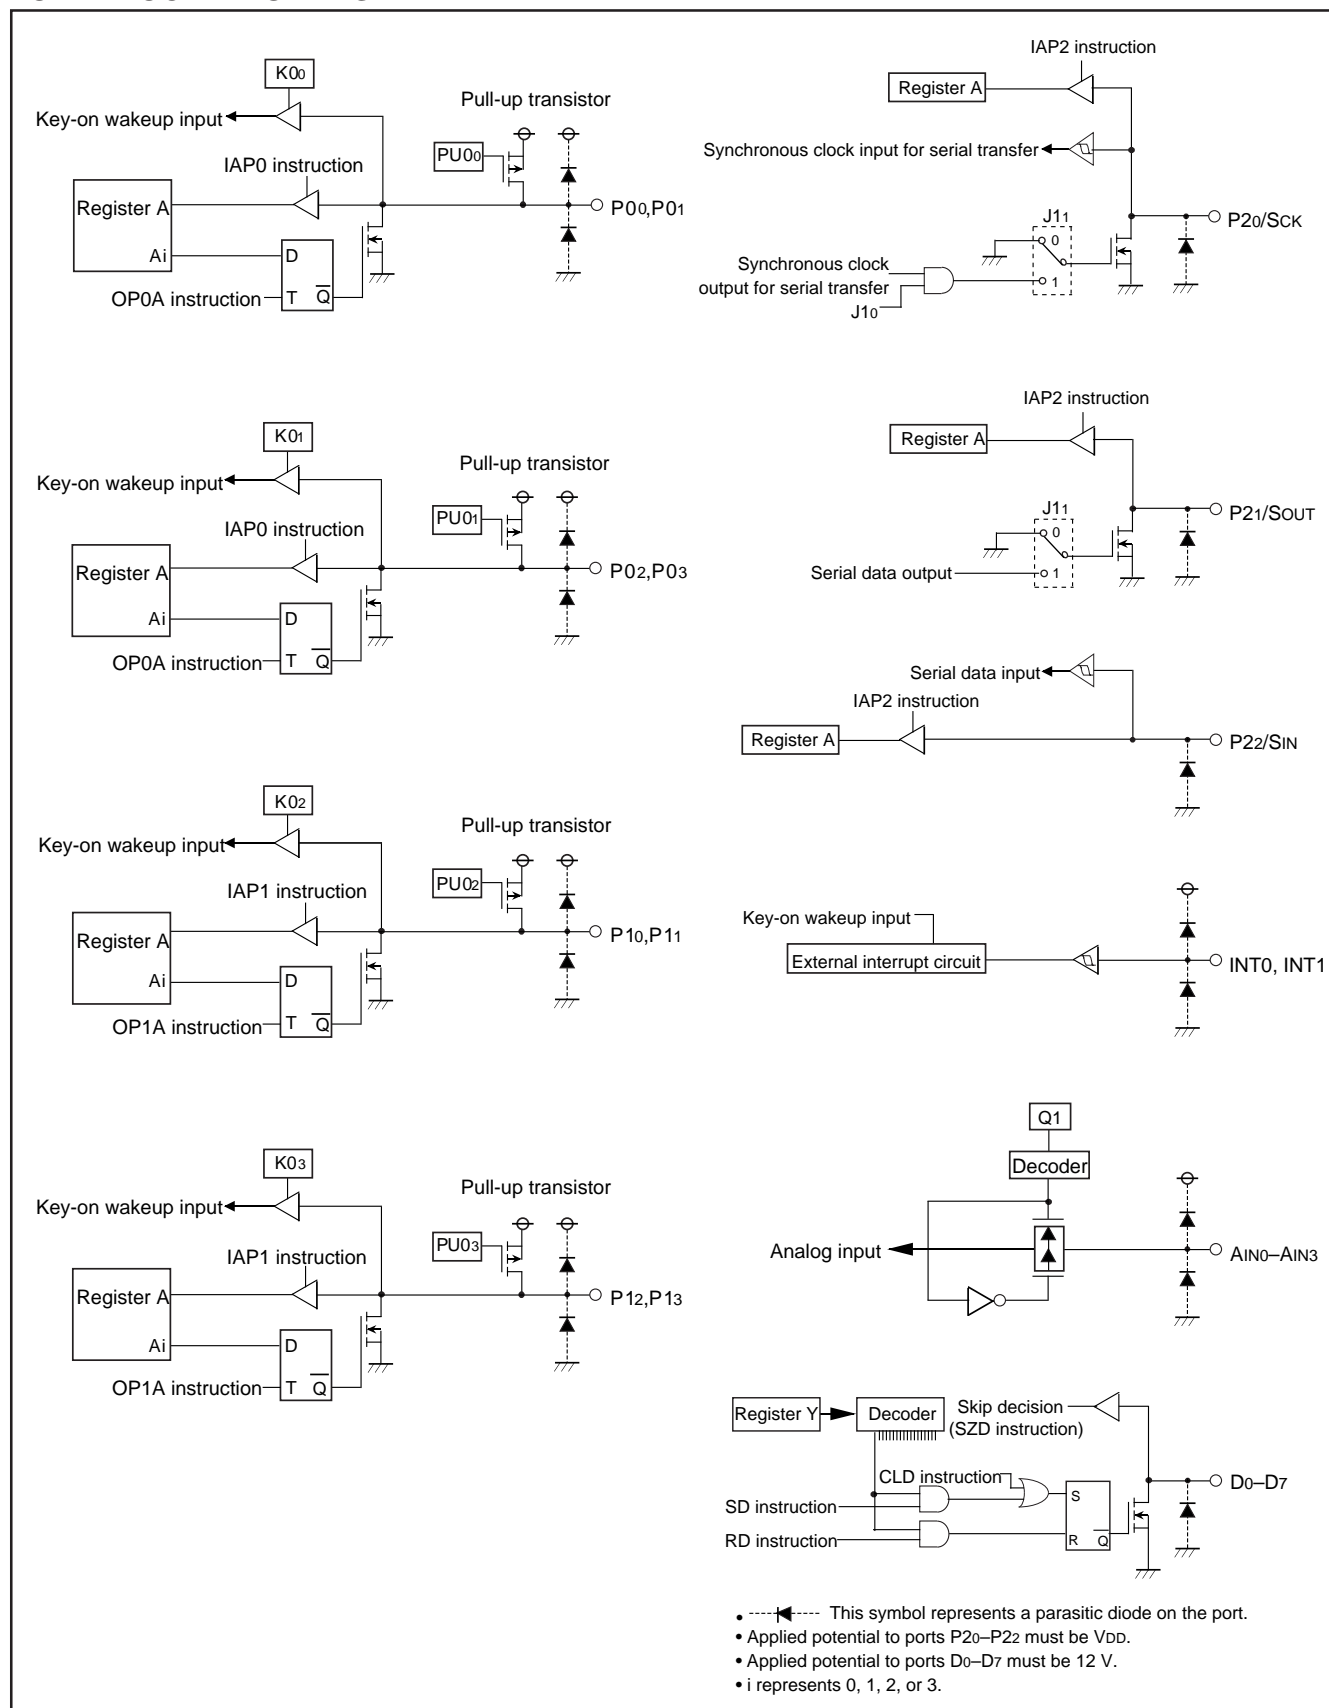 K00
Key-on wakeup input
Pull-up transistor
PU00
IAP0 instruction
Register A
P00,P01
Ai
D
OP0A instruction
T Q
K01
Key-on wakeup input
Pull-up transistor
PU01
IAP0 instruction
Register A
P02,P03
Ai
D
OP0A instruction
T Q
K02
Key-on wakeup input
Pull-up transistor
PU02
IAP1 instruction
Register A
P10,P11
Ai
D
OP1A instruction
T Q
K03
Key-on wakeup input
Pull-up transistor
PU03
IAP1 instruction
Register A
P12,P13
Ai
D
OP1A instruction
T Q
IAP2 instruction
Register A
Synchronous clock input for serial transfer
J11
0
P20/SCK
Synchronous clock
output for serial transfer
1
J10
IAP2 instruction
Register A
J11
0
P21/SOUT
Serial data output
1
Serial data input
IAP2 instruction
Register A
P22/SIN
Key-on wakeup input
External interrupt circuit
INT0, INT1
Q1
Decoder
Analog input
AIN0–AIN3
Register Y
Decoder
Skip decision
(SZD instruction)
CLD instruction
D0–D7
S
SD instruction
R Q
RD instruction
• This symbol represents a parasitic diode on the port.
• Applied potential to ports P20–P22 must be VDD.
• Applied potential to ports D0–D7 must be 12 V.
• i represents 0, 1, 2, or 3.